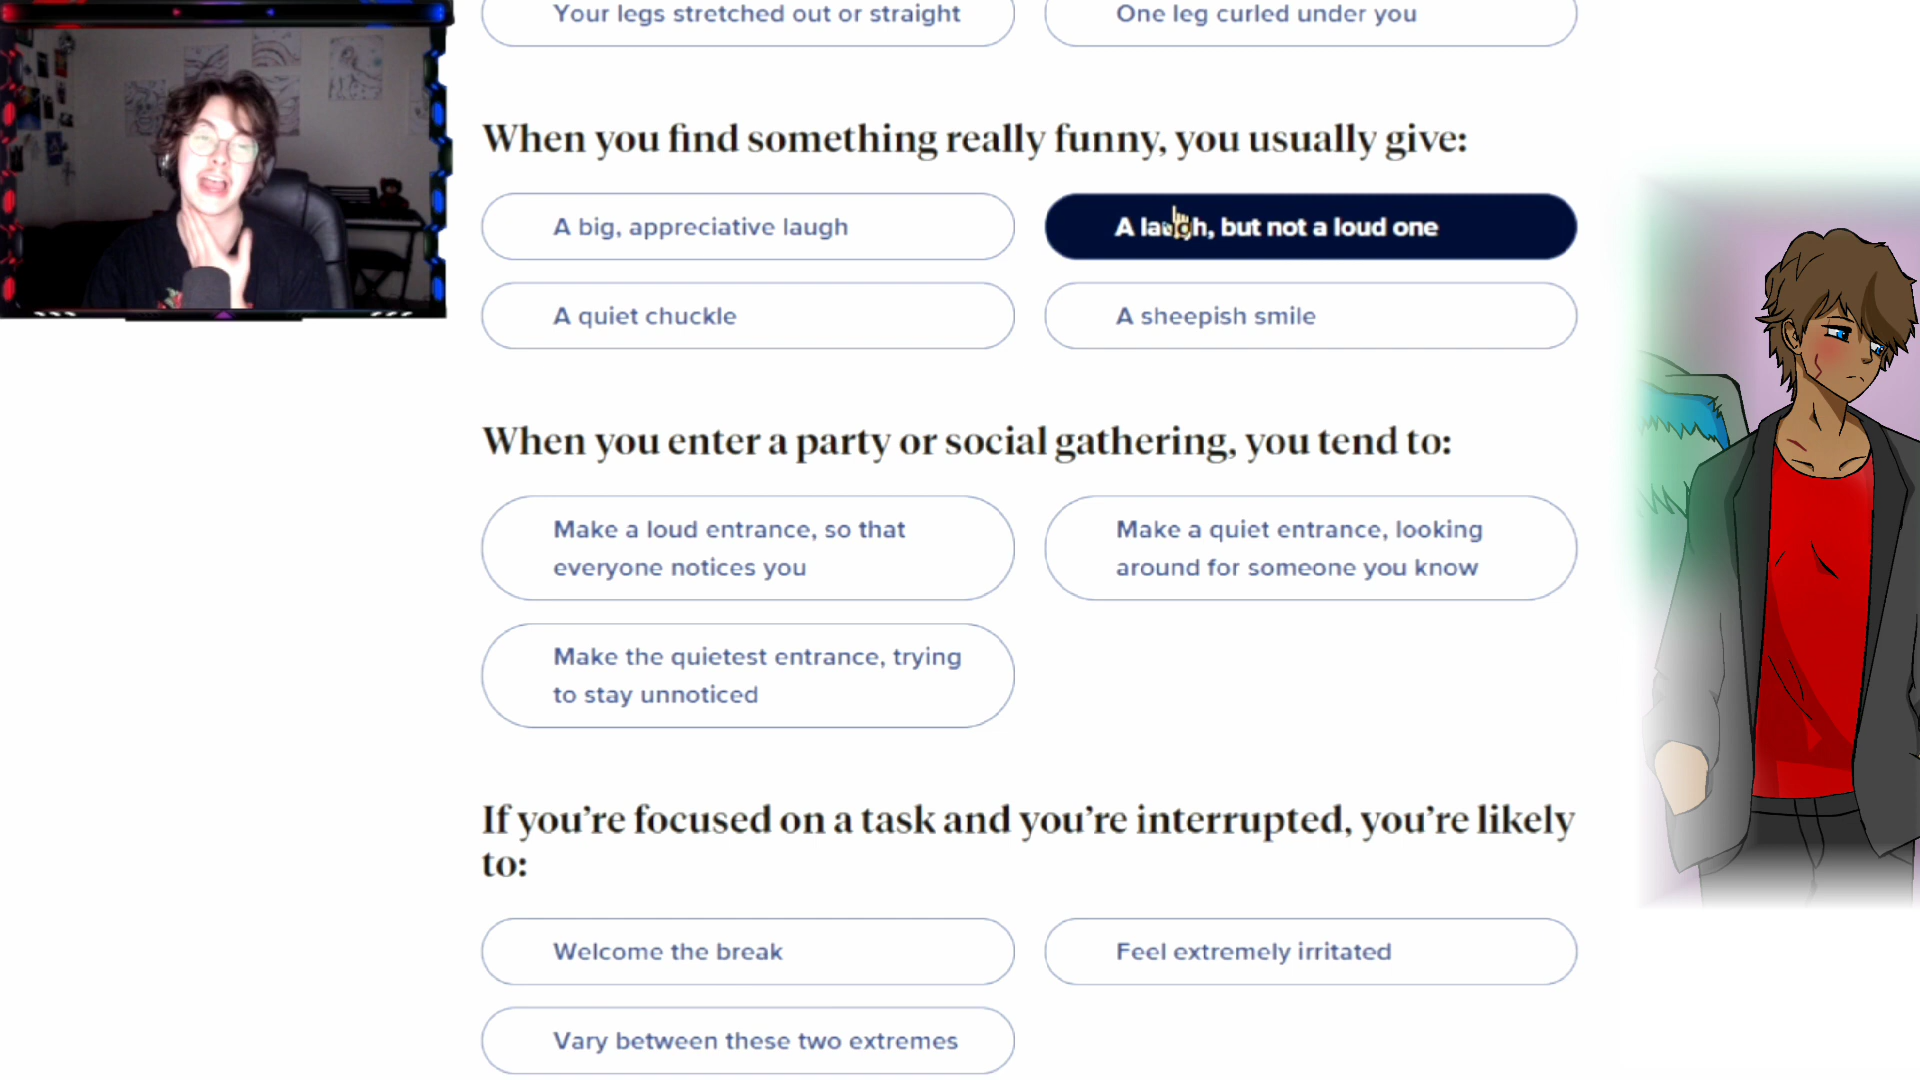 Your legs stretched out or straight
One leg curled under you
When you find something really funny, you usually give:
A big, appreciative laugh
A laugh, but not a loud one
A quiet chuckle
A sheepish smile
When you enter a party or social gathering, you tend to:
Make a loud entrance, so that
everyone notices you
Make a quiet entrance, looking
around for someone you know
Make the quietest entrance, trying
to stay unnoticed
If you’re focused on a task and you’re interrupted, you’re likely
to:
Welcome the break
Feel extremely irritated
Vary between these two extremes